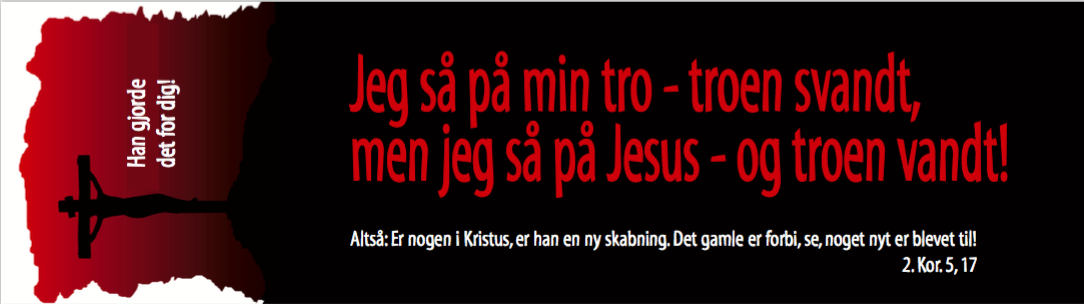 Han gjorde
det for dig!
Jeg så på min tro - troen svandt,
men jeg så på Jesus - og troen vandt!
Altså: Er nogen i Kristus, er han en ny skabning. Det gamle er forbi, se, noget nyt er blevet til!
2. Kor. 5, 17